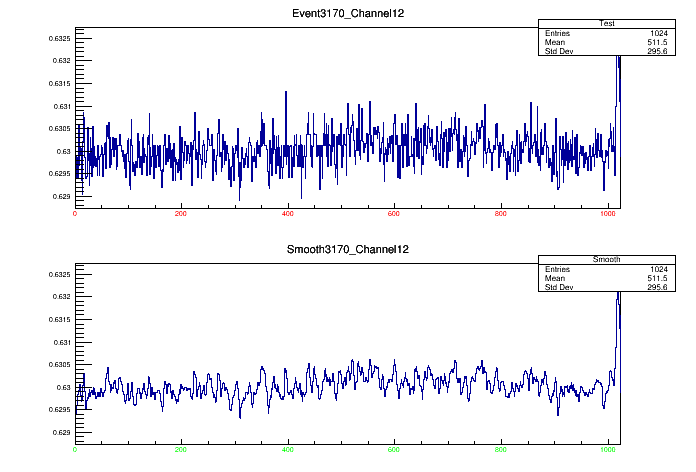 Event3170_Channel12
Test
Entries 1024
Mean 511.5
Std Dev 295.6
0.6325
0.632
0.6315
0.631
0.6305
0.63
0.6295
0.629
0 200 400 600 800 1000
Smooth3170_Channel12
Smooth
Entries 1024
Mean 511.5
Std Dev 295.6
0.6325
0.632
0.6315
0.631
0.6305
0.63
0.6295
0.629
0 200 400 600 800 1000